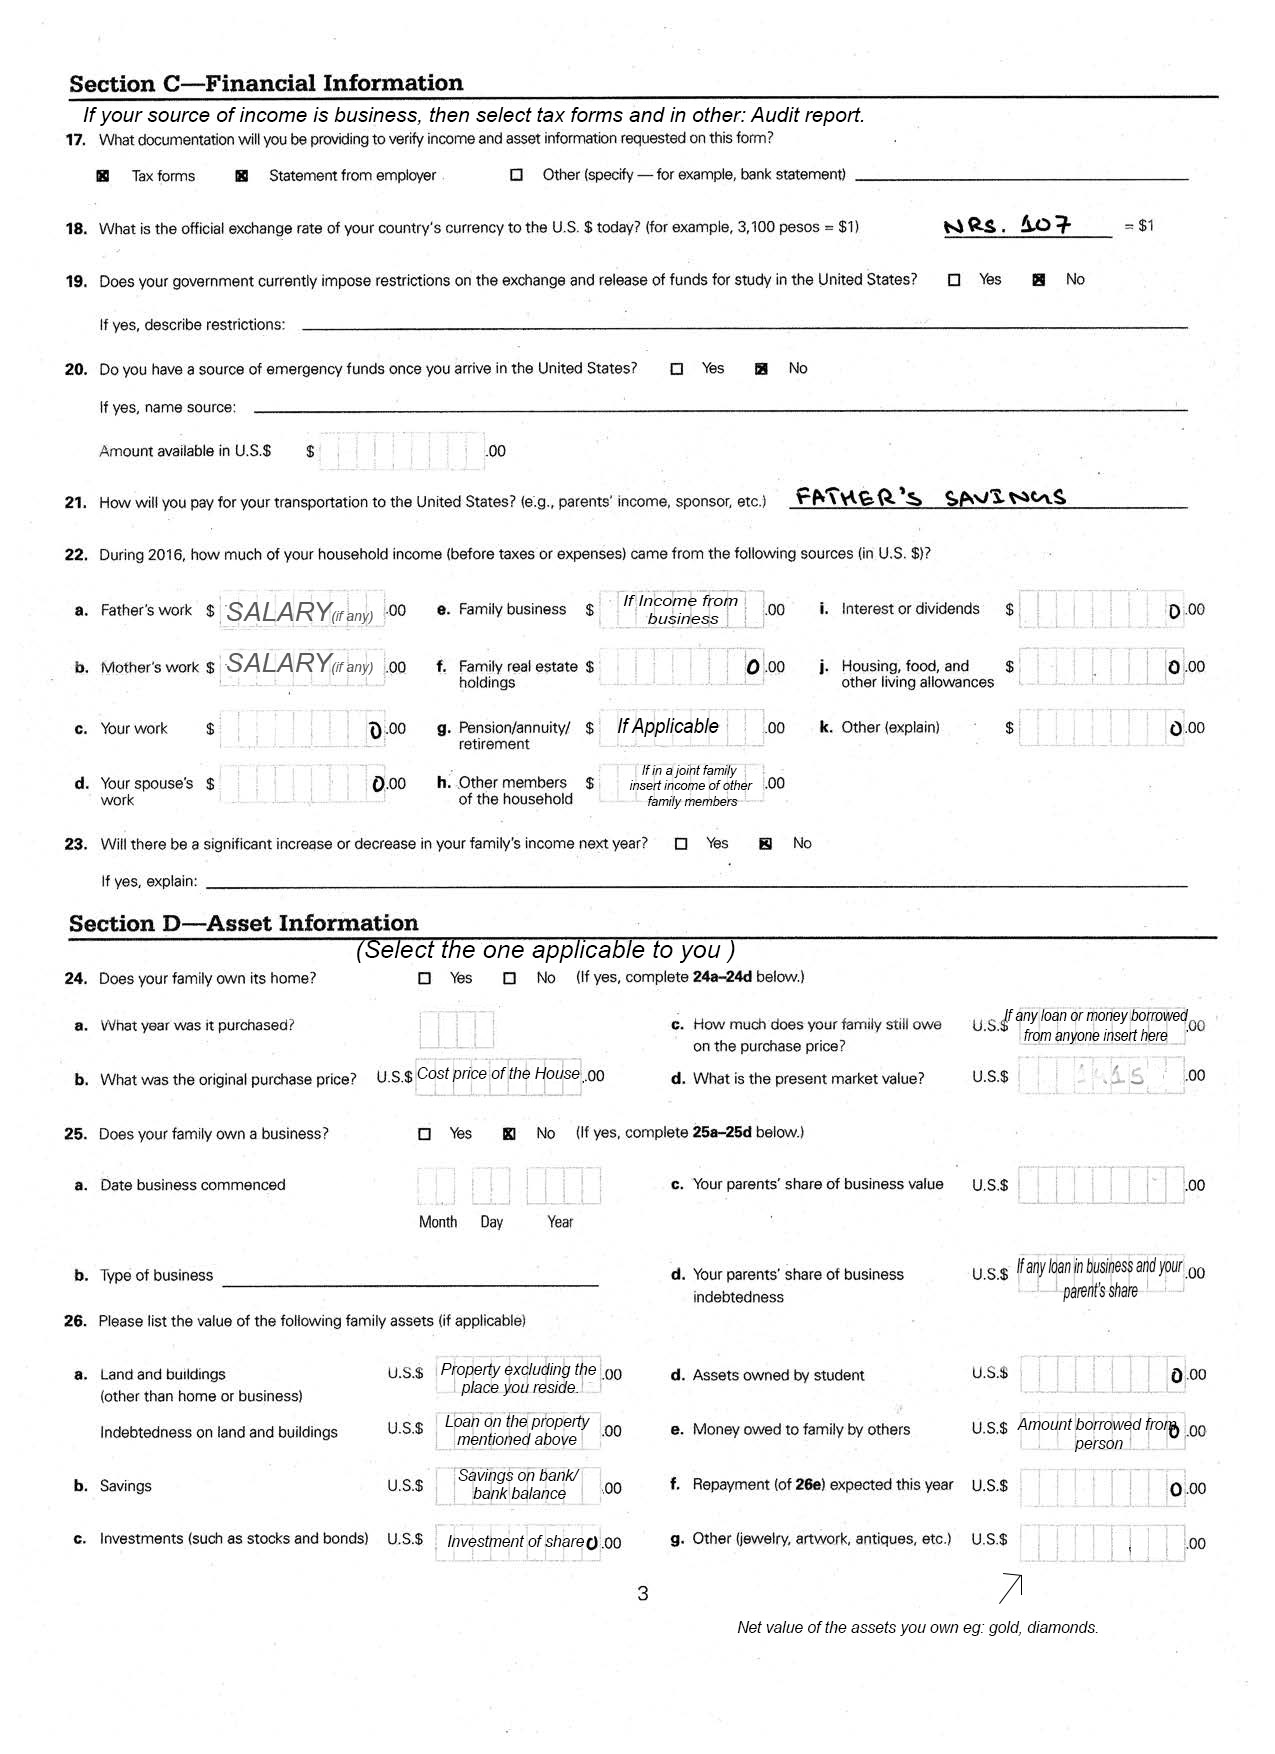 Section C—Financial Information
If your source of income is business, then select tax forms and in other: Audit report.
17. What documentation will you be providing to verify income and asset information requested on this form?
Tax forms Statement from employer Other (specify — for example, bank statement)
18. What is the official exchange rate of your country's currency to the U.S. $ today? (for example, 3,100 pesos = $1) NRS. 107 = $1
19. Does your government currently impose restrictions on the exchange and release of funds for study in the United States? Yes No
If yes, describe restrictions:
20. Do you have a source of emergency funds once you arrive in the United States? Yes No
If yes, name source:
Amount available in U.S.$ $ .00
21. How will you pay for your transportation to the United States? (e.g., parents' income, sponsor, etc.) FATHER'S SAVINGS
22. During 2016, how much of your household income (before taxes or expenses) came from the following sources (in U.S. $)?
a. Father's work $ SALARY(if any) .00 e. Family business $ If Income from business .00 i. Interest or dividends $ 0 .00
b. Mother's work $ SALARY(if any) .00 f. Family real estate holdings $ 0 .00 j. Housing, food, and other living allowances $ 0 .00
c. Your work $ 0 .00 g. Pension/annuity/ retirement $ If Applicable .00 k. Other (explain) $ 0 .00
d. Your spouse's work $ 0 .00 h. Other members of the household $ If in a joint family insert income of other family members .00
23. Will there be a significant increase or decrease in your family's income next year? Yes No
If yes, explain:
Section D—Asset Information
(Select the one applicable to you )
24. Does your family own its home? Yes No (If yes, complete 24a–24d below.)
a. What year was it purchased? c. How much does your family still owe on the purchase price? U.S.$ If any loan or money borrowed from anyone insert here .00
b. What was the original purchase price? U.S.$ Cost price of the House .00 d. What is the present market value? U.S.$ .00
25. Does your family own a business? Yes No (If yes, complete 25a–25d below.)
a. Date business commenced c. Your parents' share of business value U.S.$ .00
Month Day Year
b. Type of business d. Your parents' share of business indebtedness U.S.$ If any loan in business and your parent's share .00
26. Please list the value of the following family assets (if applicable)
a. Land and buildings (other than home or business) U.S.$ Property excluding the place you reside. .00 d. Assets owned by student U.S.$ 0 .00
Indebtedness on land and buildings U.S.$ Loan on the property mentioned above .00 e. Money owed to family by others U.S.$ Amount borrowed from person 0 .00
b. Savings U.S.$ Savings on bank/ bank balance .00 f. Repayment (of 26e) expected this year U.S.$ 0 .00
c. Investments (such as stocks and bonds) U.S.$ Investment of share 0 .00 g. Other (jewelry, artwork, antiques, etc.) U.S.$ .00
3
Net value of the assets you own eg: gold, diamonds.